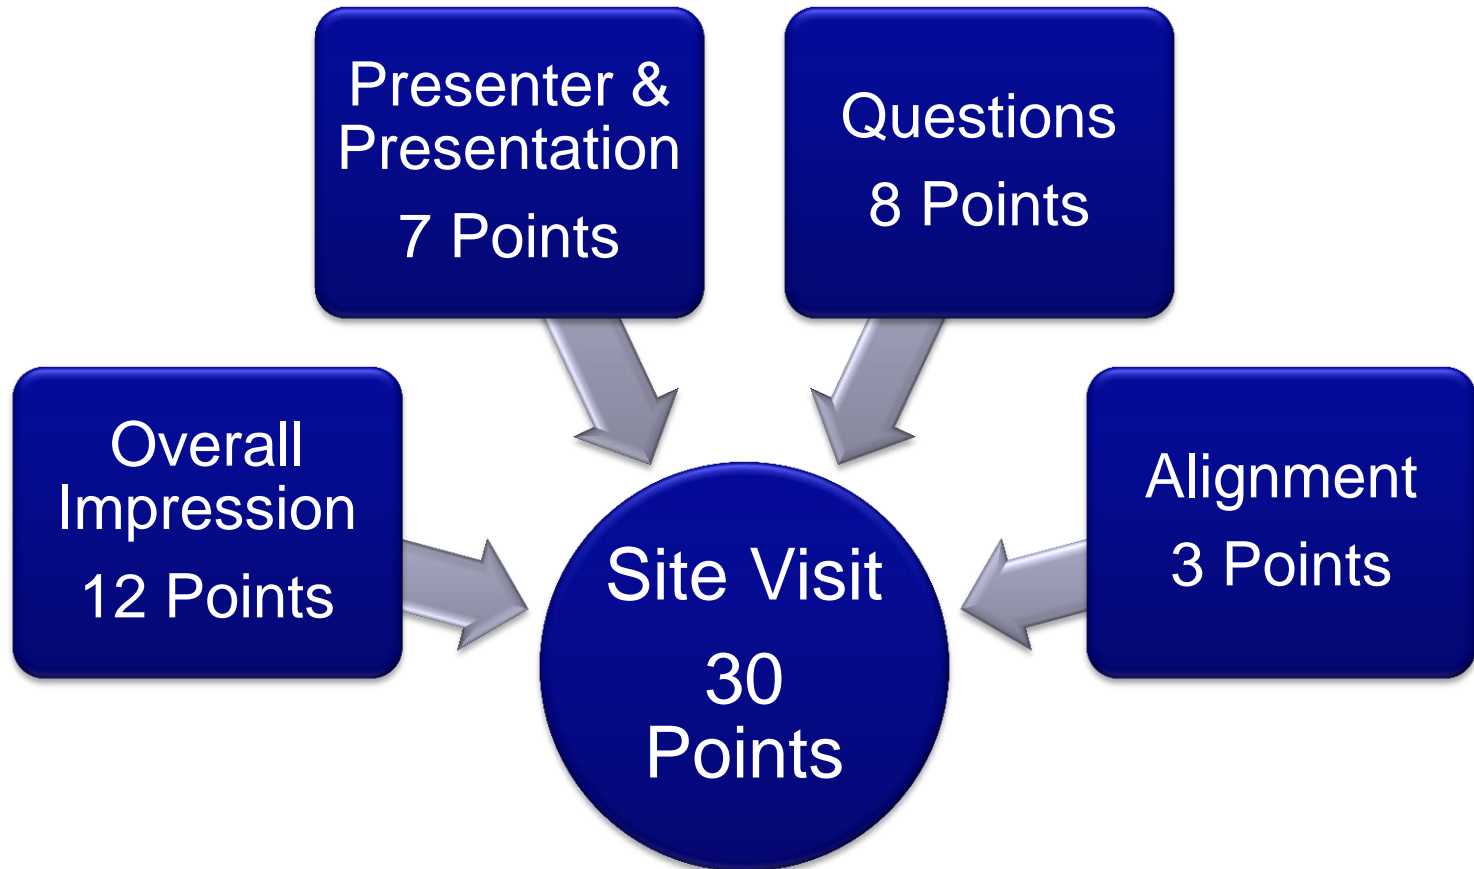 Presenter &
Presentation
7 Points
Questions
8 Points
Overall
Impression
12 Points
Alignment
3 Points
Site Visit
30
Points